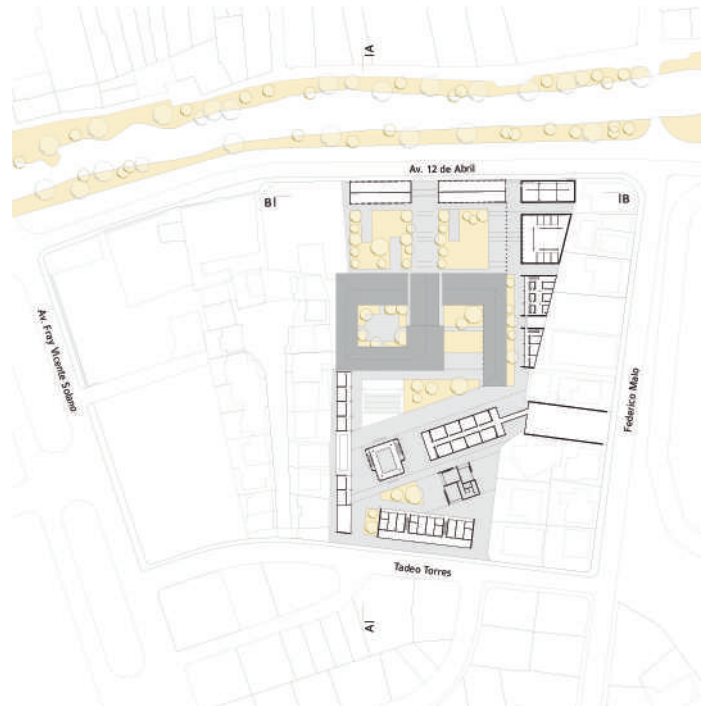 |A
Av. 12 de Abril
B|
|B
Av. Fray Vicente Solano
Federico Malo
Tadeo Torres
A|